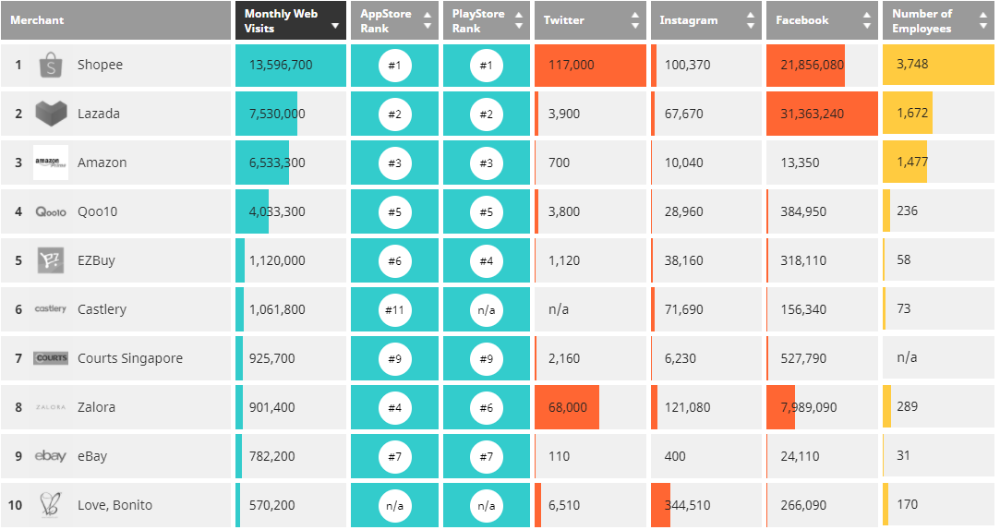 Merchant Monthly Web Visits AppStore Rank PlayStore Rank Twitter Instagram Facebook Number of Employees
1 S Shopee 13,596,700 #1 #1 117,000 100,370 21,856,080 3,748
2 Lazada 7,530,000 #2 #2 3,900 67,670 31,363,240 1,672
3 amazon Prime Amazon 6,533,300 #3 #3 700 10,040 13,350 1,477
4 Qoo10 Qoo10 4,033,300 #5 #5 3,800 28,960 384,950 236
5 EZBuy 1,120,000 #6 #4 1,120 38,160 318,110 58
6 castlery Castlery 1,061,800 #11 n/a n/a 71,690 156,340 73
7 COURTS Courts Singapore 925,700 #9 #9 2,160 6,230 527,790 n/a
8 ZALORA Zalora 901,400 #4 #6 68,000 121,080 7,989,090 289
9 ebay eBay 782,200 #7 #7 110 400 24,110 31
10 Love, Bonito 570,200 n/a n/a 6,510 344,510 266,090 170